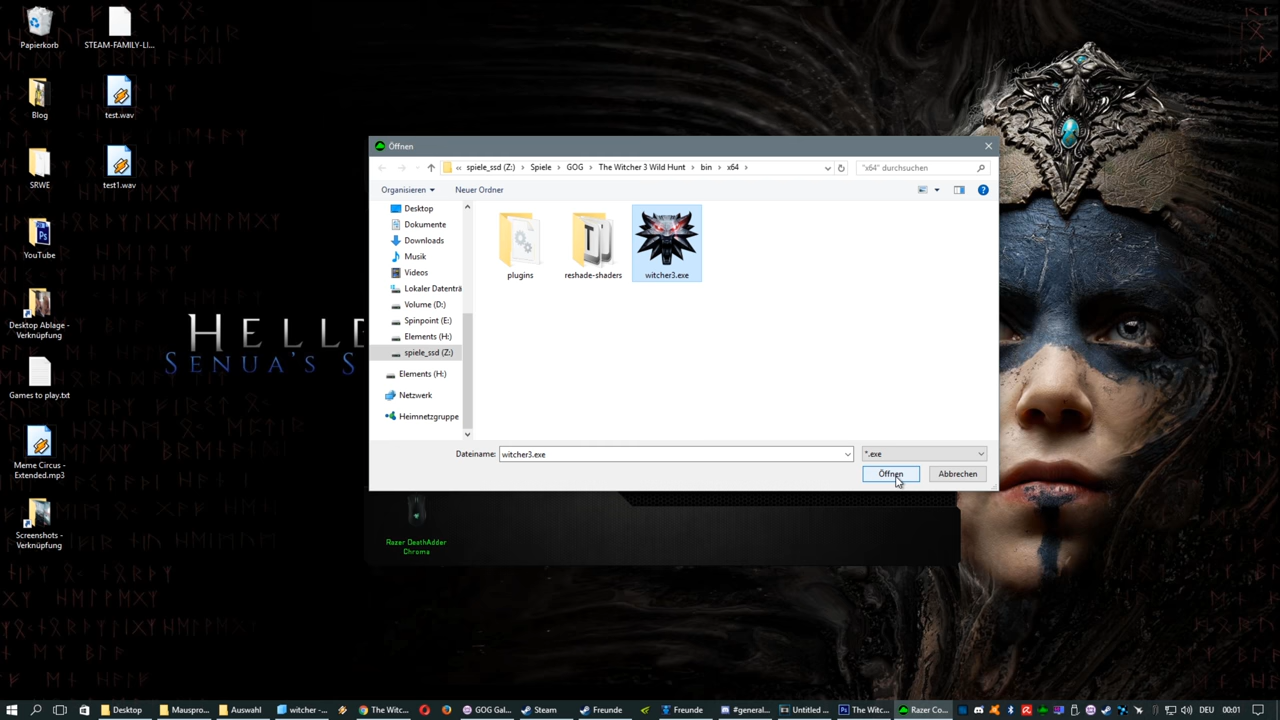 Papierkorb
STEAM-FAMILY-LI...
Blog
test.wav
SRWE
test1.wav
YouTube
Desktop Ablage -
Verknüpfung
Games to play.txt
Meme Circus -
Extended.mp3
Screenshots -
Verknüpfung
HELLE
SENUA'S S
Öffnen
« spiele_ssd (Z:) > Spiele > GOG > The Witcher 3 Wild Hunt > bin > x64 >
"x64" durchsuchen
Organisieren
Neuer Ordner
Desktop
Dokumente
Downloads
Musik
Videos
Lokaler Datentra
Volume (D:)
Spinpoint (E:)
Elements (H:)
spiele_ssd (Z:)
Elements (H:)
Netzwerk
Heimnetzgruppe
plugins
reshade-shaders
witcher3.exe
Dateiname: witcher3.exe
*.exe
Öffnen
Abbrechen
Razer DeathAdder
Chroma
Desktop
Mauspro...
Auswahl
witcher -...
The Witc...
GOG Gal...
Steam
Freunde
Freunde
#general...
Untitled ...
The Witc...
Razer Co...
DEU
00:01